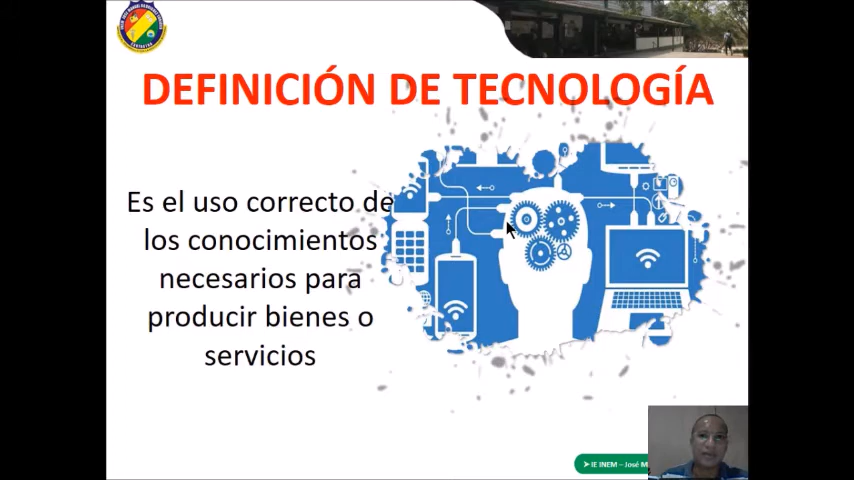 DEFINICIÓN DE TECNOLOGÍA
Es el uso correcto de
los conocimientos
necesarios para
producir bienes o
servicios
➤ IE INEM – José M